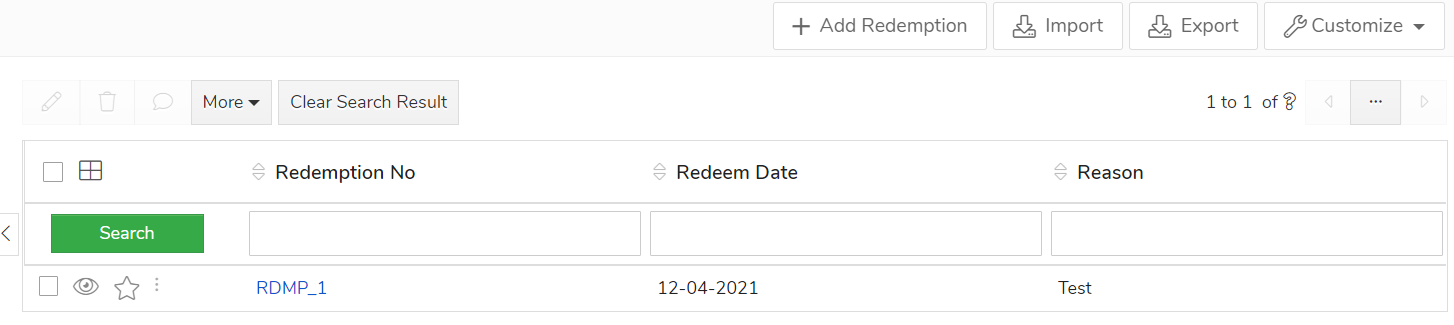 Add Redemption Import Export Customize
More Clear Search Result 1 to 1 of ? ...
Redemption No Redeem Date Reason
Search
RDMP_1 12-04-2021 Test